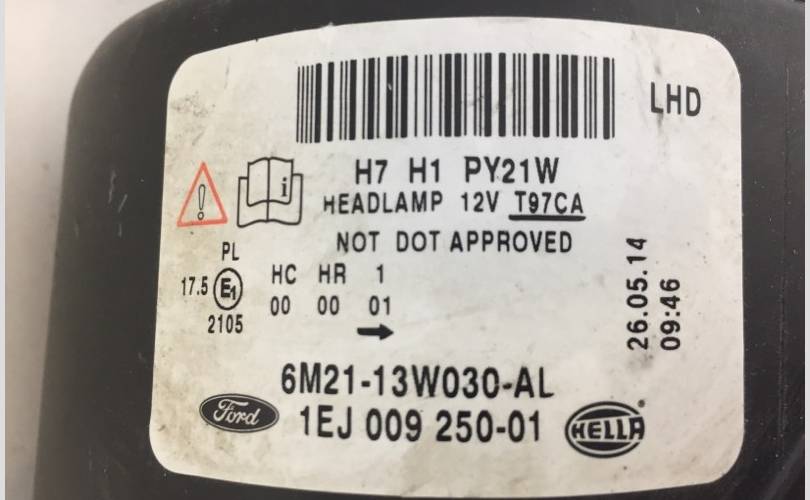 LHD
H7 H1 PY21W
i
HEADLAMP 12V T97CA
NOT DOT APPROVED
PL
17.5 E1
2105
HC HR 1
00 00 01
26.05.14
09:46
6M21-13W030-AL
Ford
1EJ 009 250-01
HELLA